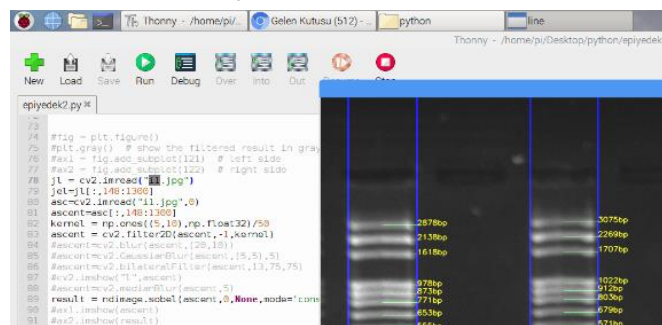 Thonny - /home/pi/...
Gelen Kutusu (512) - ...
python
line
Thonny - /home/pi/Desktop/python/epiyedek
New Load Save Run Debug Over Into Out
epiyedek2.py
73
74 #fig = plt.figure()
75 #plt.gray() # show the filtered result in gray
76 #ax1 = fig.add_subplot(121) # left side
77 #ax2 = fig.add_subplot(122) # right side
78 jl = cv2.imread("i1.jpg")
79 jel=jl[:,148:1300]
80 asc=cv2.imread("i1.jpg",0)
81 ascent=asc[:,148:1300]
82 kernel = np.ones((5,10),np.float32)/50
83 ascent = cv2.filter2D(ascent,-1,kernel)
84 #ascent=cv2.blur(ascent,(20,10))
85 #ascent=cv2.GaussianBlur(ascent,(5,5),5)
86 #ascent=cv2.bilateralFilter(ascent,13,75,75)
87 #cv2.imshow("l",ascent)
88 #ascent=cv2.medianBlur(ascent,5)
89 result = ndimage.sobel(ascent,0,None,mode='cons
90 #ax1.imshow(ascent)
91 #ax2.imshow(result)
2878bp
2138bp
1618bp
978bp
873bp
771bp
653bp
3075bp
2269bp
1707bp
1022bp
912bp
803bp
679bp
571bp